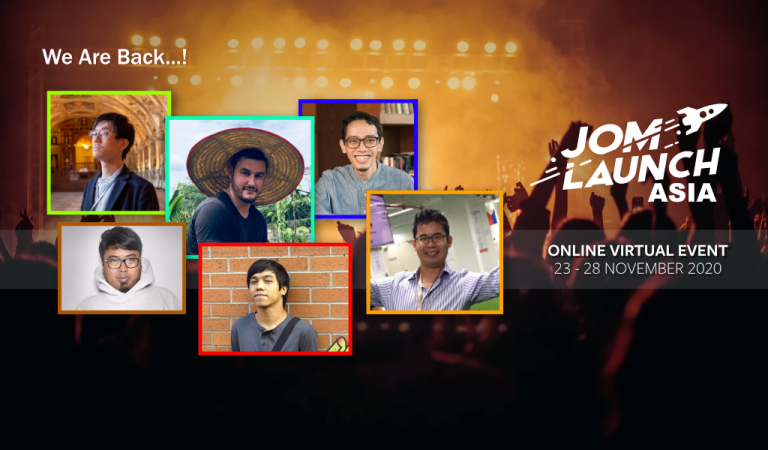 We Are Back...!
JOM
LAUNCH
ASIA
ONLINE VIRTUAL EVENT
23 - 28 NOVEMBER 2020